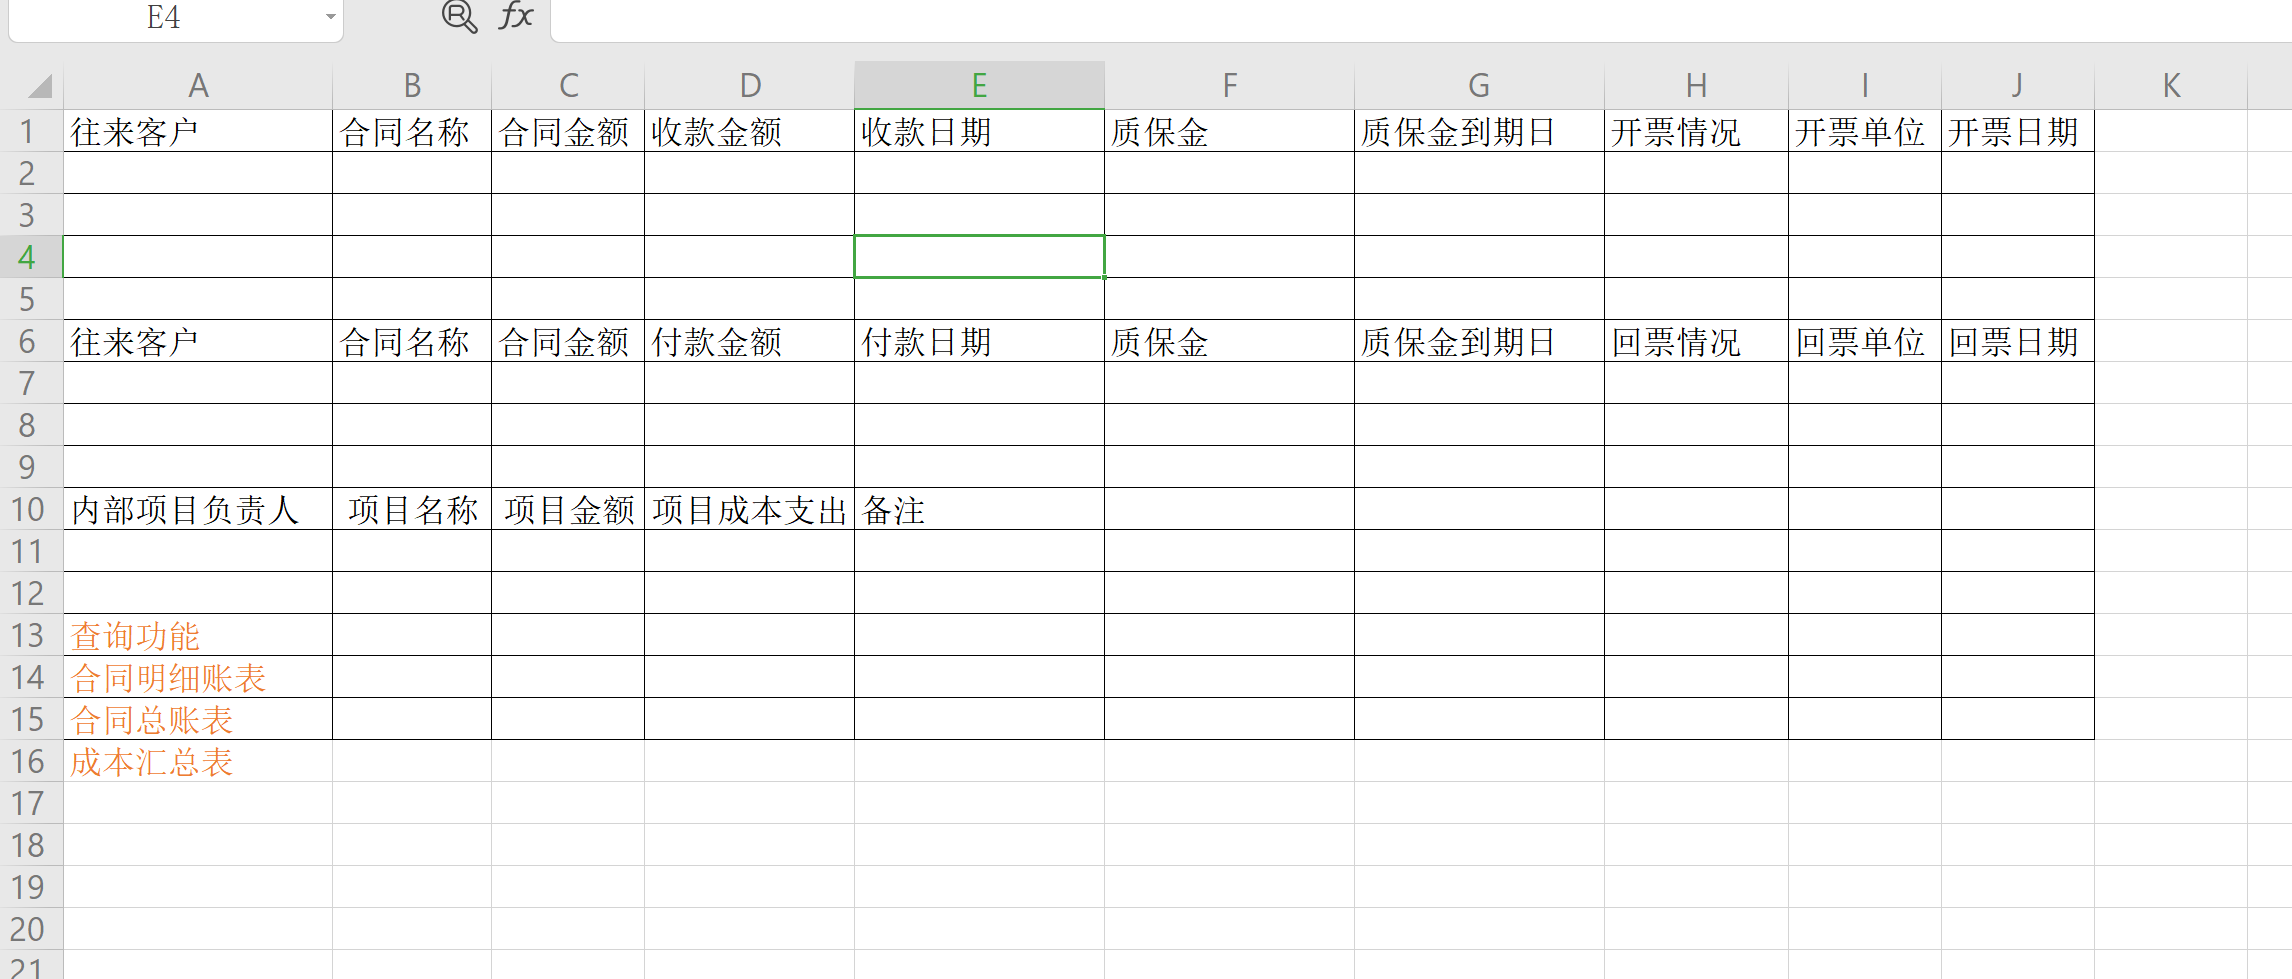 E4 fx
A B C D E F G H I J K
1 往来客户 合同名称 合同金额 收款金额 收款日期 质保金 质保金到期日 开票情况 开票单位 开票日期
2
3
4
5
6 往来客户 合同名称 合同金额 付款金额 付款日期 质保金 质保金到期日 回票情况 回票单位 回票日期
7
8
9
10 内部项目负责人 项目名称 项目金额 项目成本支出 备注
11
12
13 查询功能
14 合同明细账表
15 合同总账表
16 成本汇总表
17
18
19
20
21